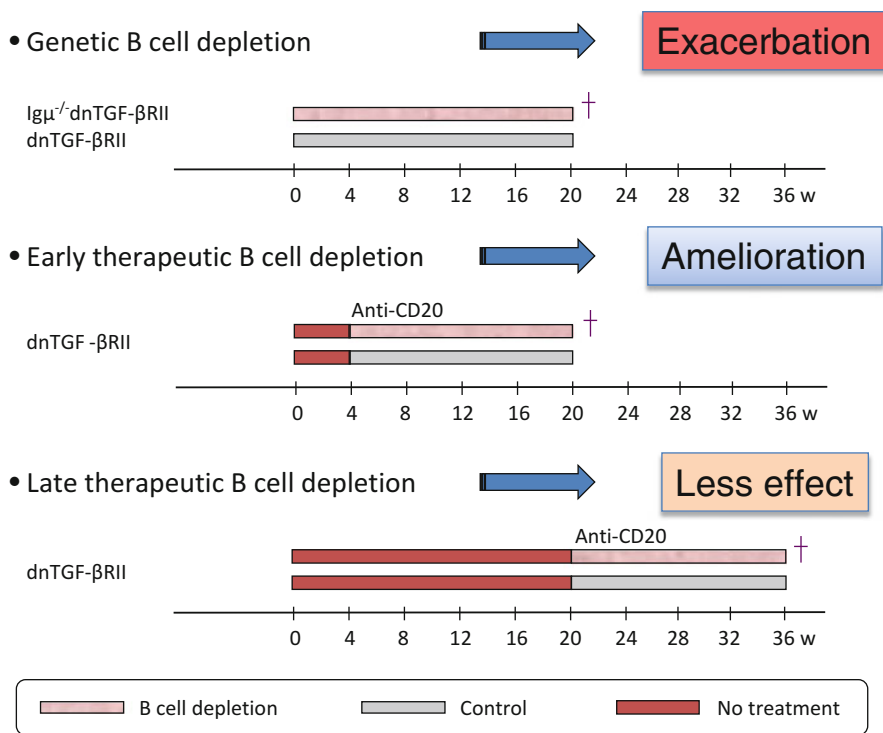 • Genetic B cell depletion
Exacerbation
Igμ-/-dnTGF-βRII
†
dnTGF-βRII
0 4 8 12 16 20 24 28 32 36 w
• Early therapeutic B cell depletion
Amelioration
Anti-CD20
dnTGF -βRII
†
0 4 8 12 16 20 24 28 32 36 w
• Late therapeutic B cell depletion
Less effect
Anti-CD20
dnTGF-βRII
†
0 4 8 12 16 20 24 28 32 36 w
B cell depletion Control No treatment